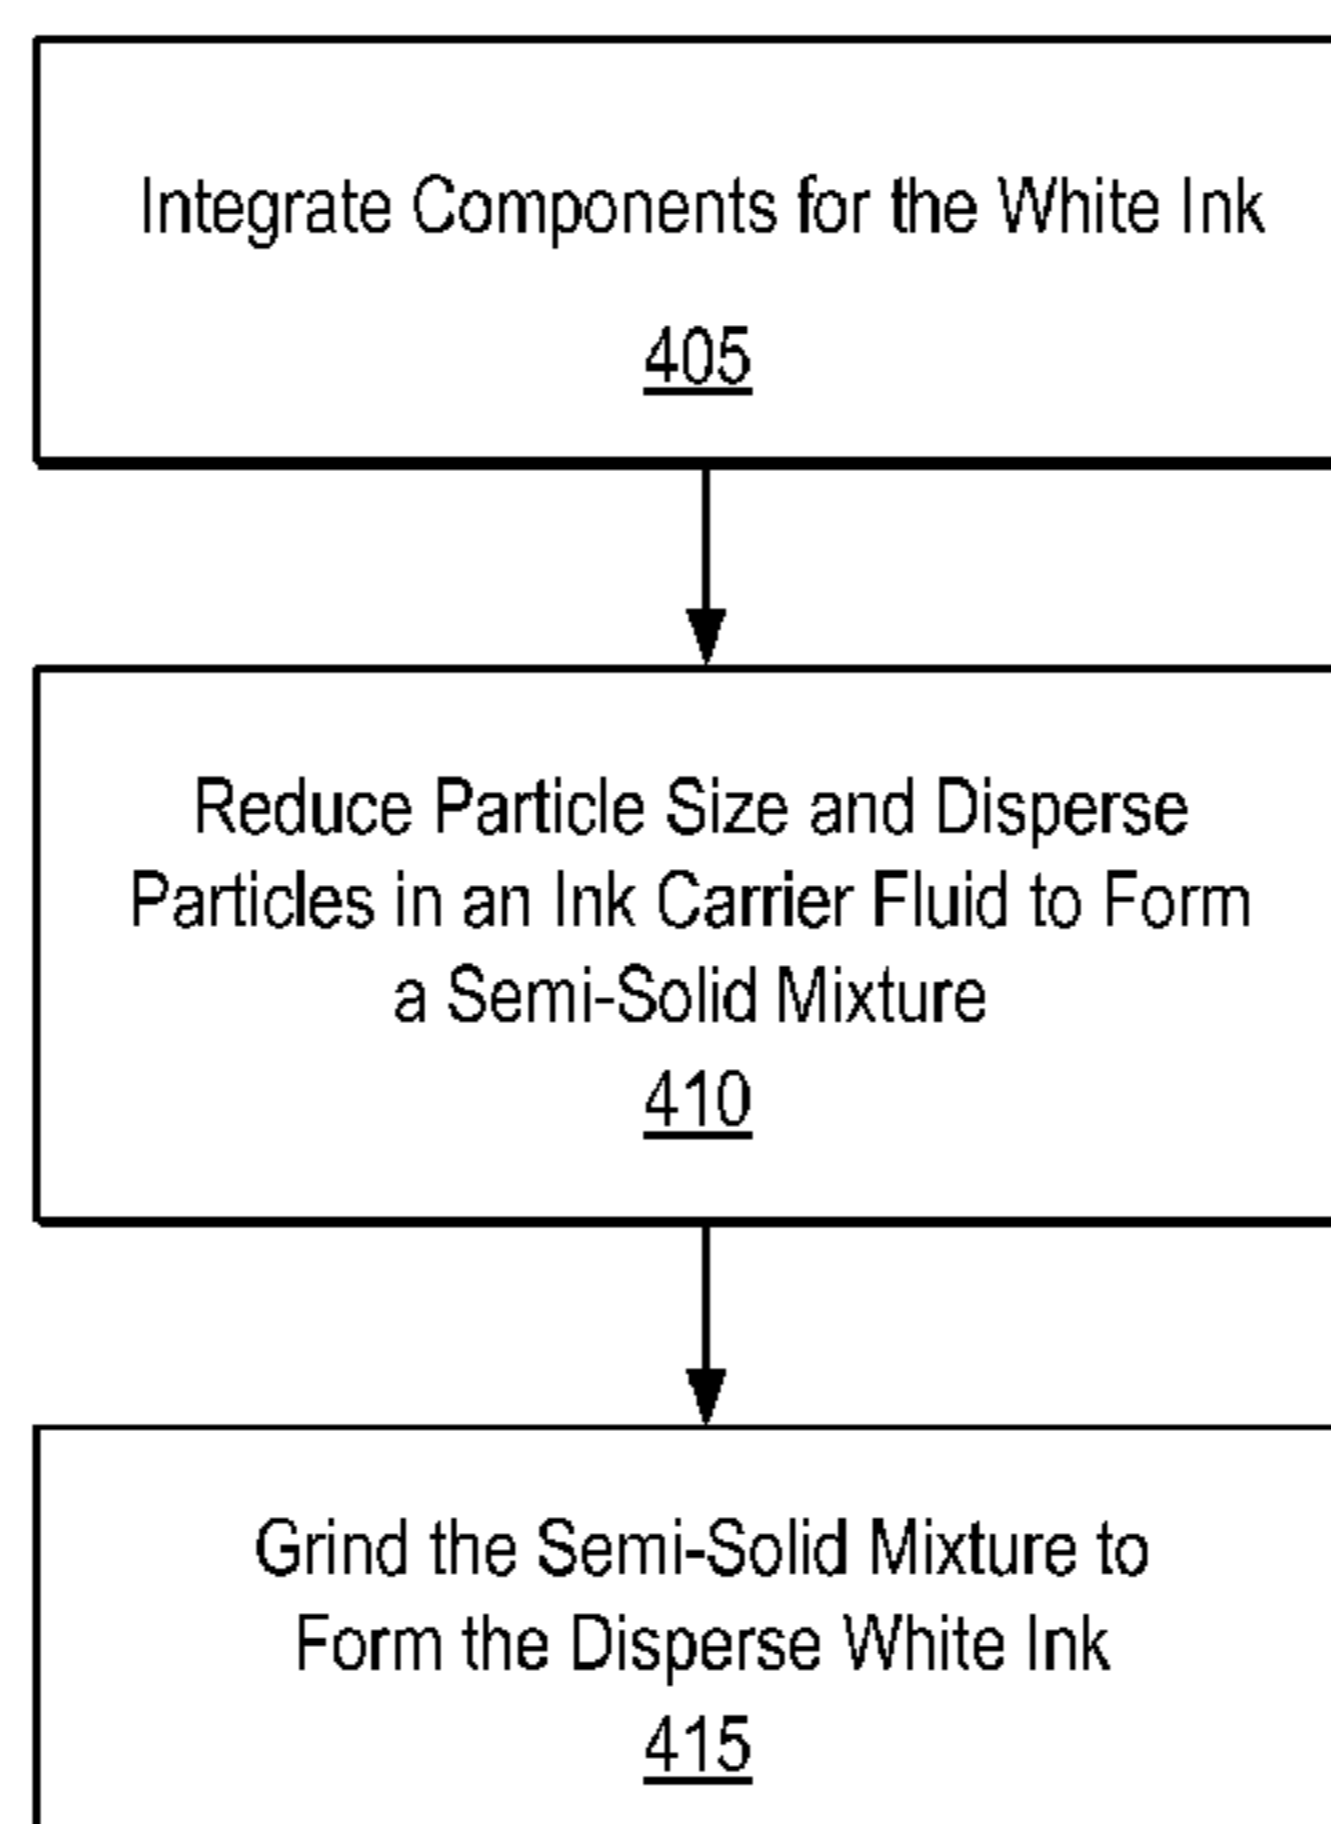 Integrate Components for the White Ink
405
Reduce Particle Size and Disperse
Particles in an Ink Carrier Fluid to Form
a Semi-Solid Mixture
410
Grind the Semi-Solid Mixture to
Form the Disperse White Ink
415